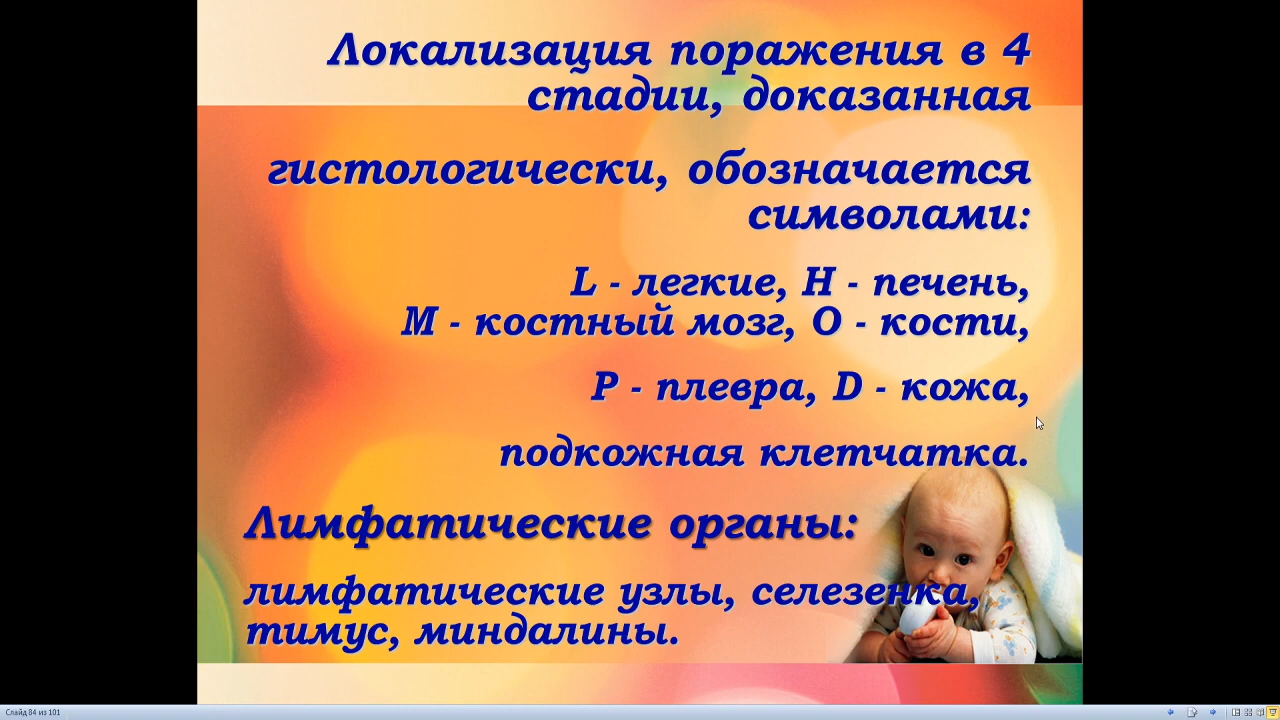 Локализация поражения в 4
стадии, доказанная
гистологически, обозначается
символами:
L - легкие, H - печень,
M - костный мозг, O - кости,
P - плевра, D - кожа,
подкожная клетчатка.
Лимфатические органы:
лимфатические узлы, селезенка,
тимус, миндалины.
Слайд 84 из 101